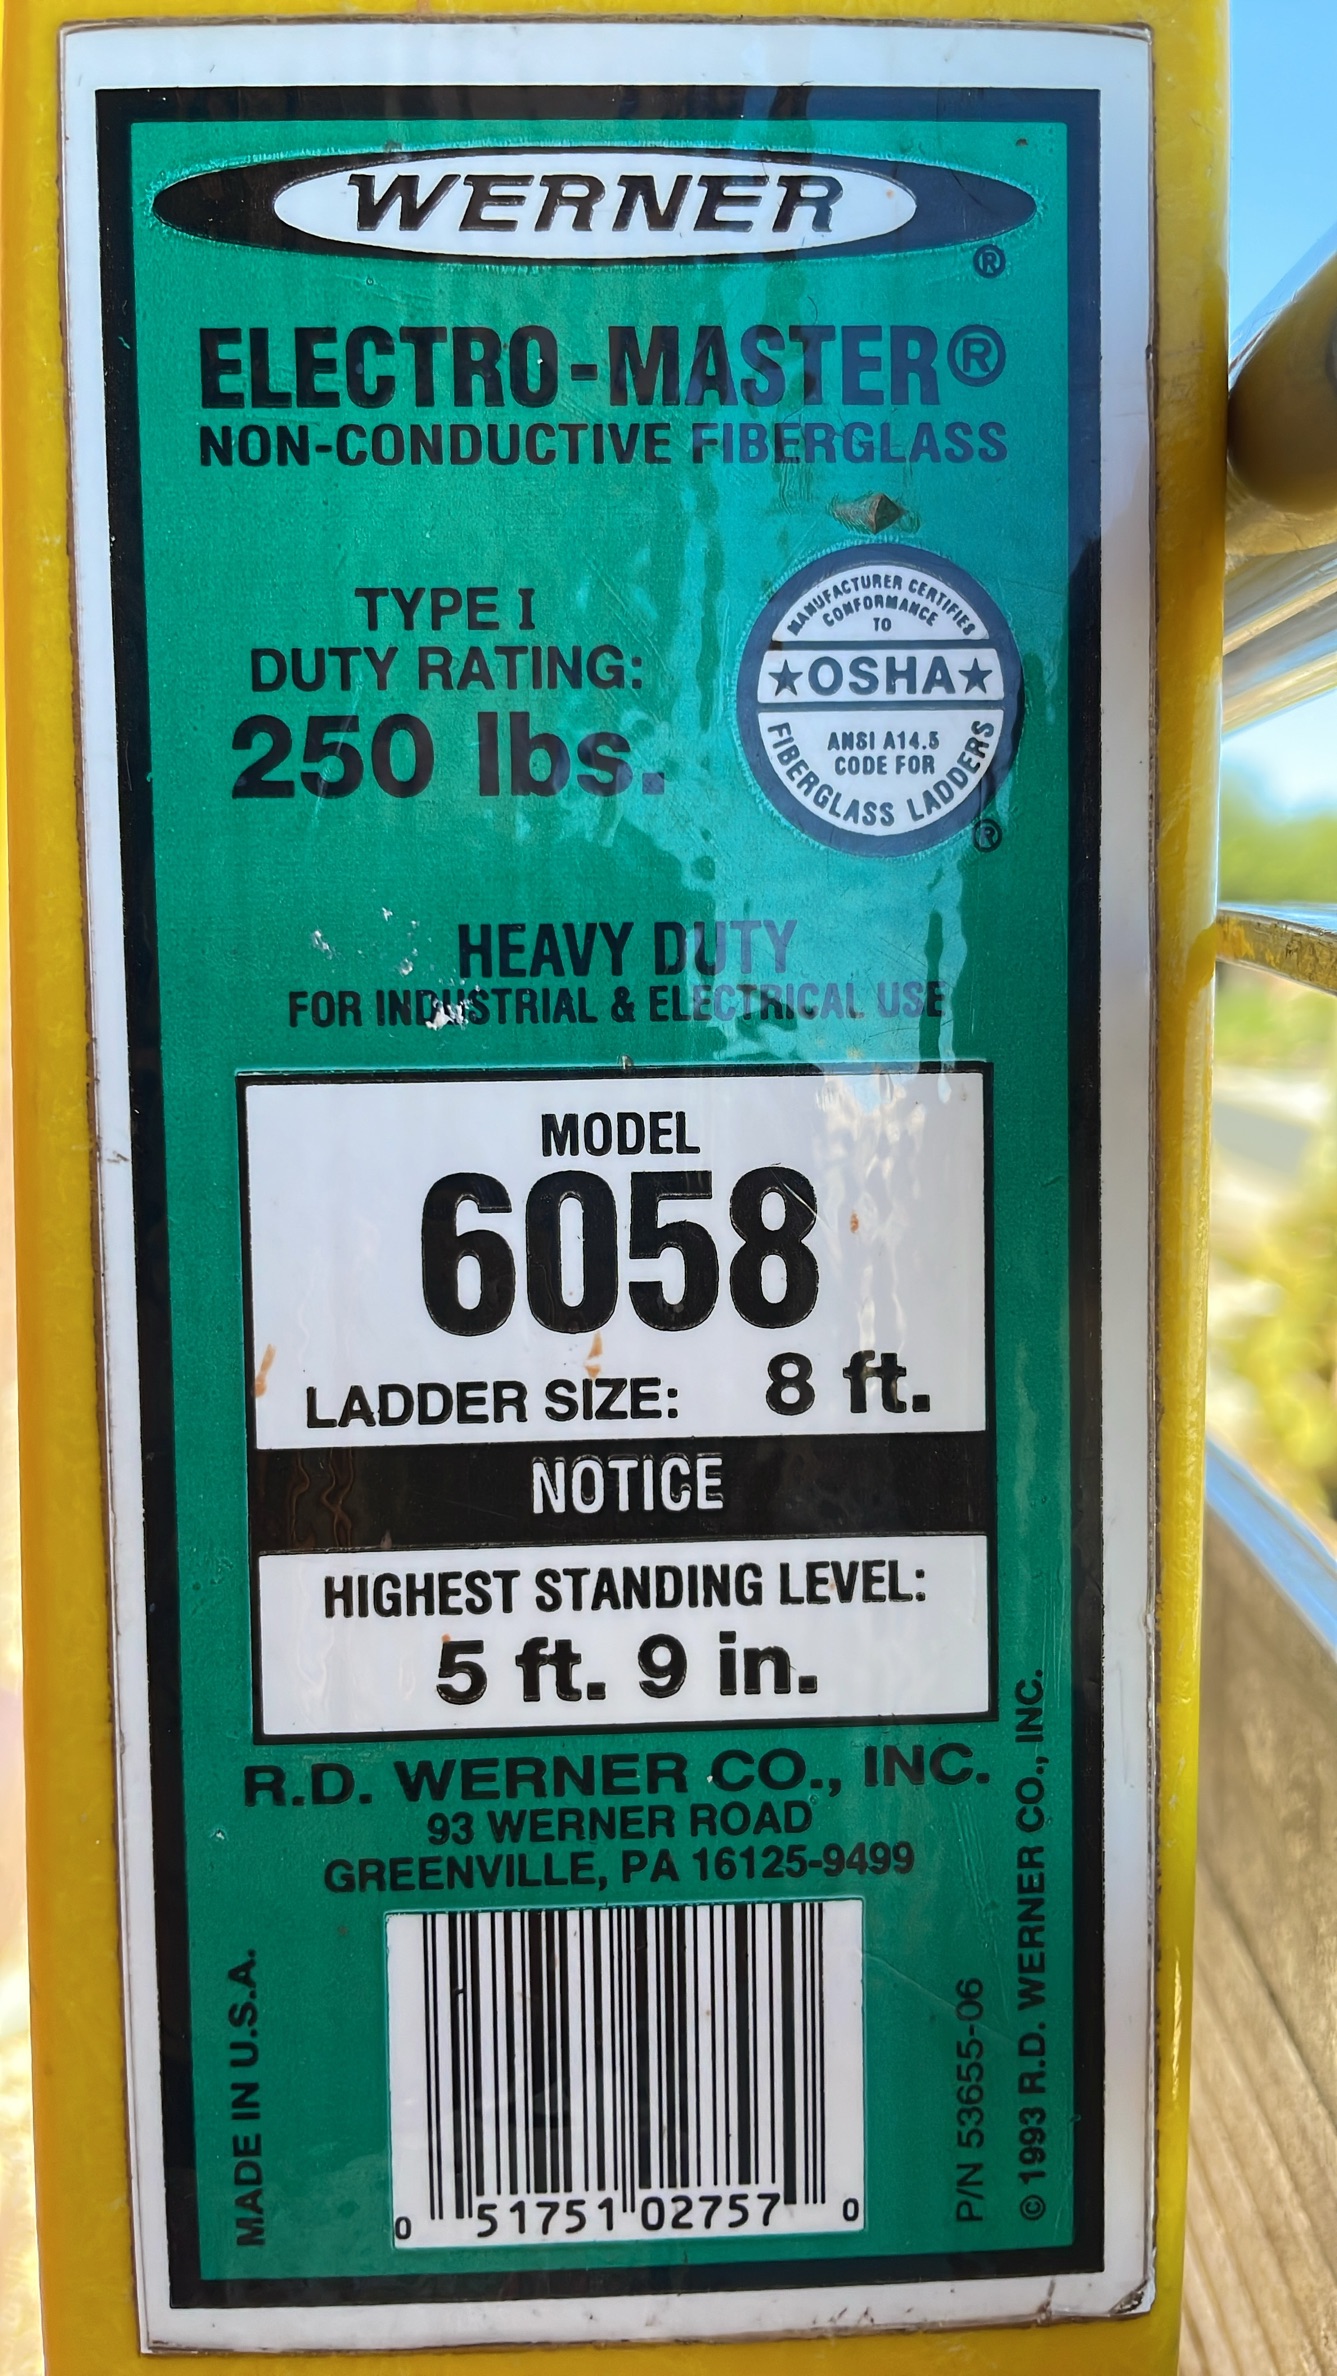 WERNER
®
ELECTRO-MASTER®
NON-CONDUCTIVE FIBERGLASS
TYPE I
DUTY RATING:
250 lbs.
MANUFACTURER CERTIFIES
CONFORMANCE
TO
★OSHA★
ANSI A14.5
CODE FOR
FIBERGLASS LADDERS
®
HEAVY DUTY
FOR INDUSTRIAL & ELECTRICAL USE
MODEL
6058
LADDER SIZE: 8 ft.
NOTICE
HIGHEST STANDING LEVEL:
5 ft. 9 in.
R.D. WERNER CO., INC.
93 WERNER ROAD
GREENVILLE, PA 16125-9499
MADE IN U.S.A.
0 51751 02757 0
P/N 53655-06
© 1993 R.D. WERNER CO., INC.